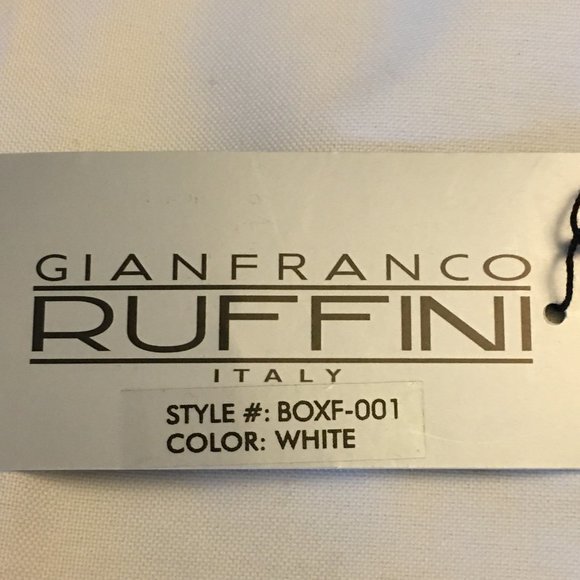 GIANFRANCO
RUFFINI
ITALY
STYLE #: BOXF-001
COLOR: WHITE